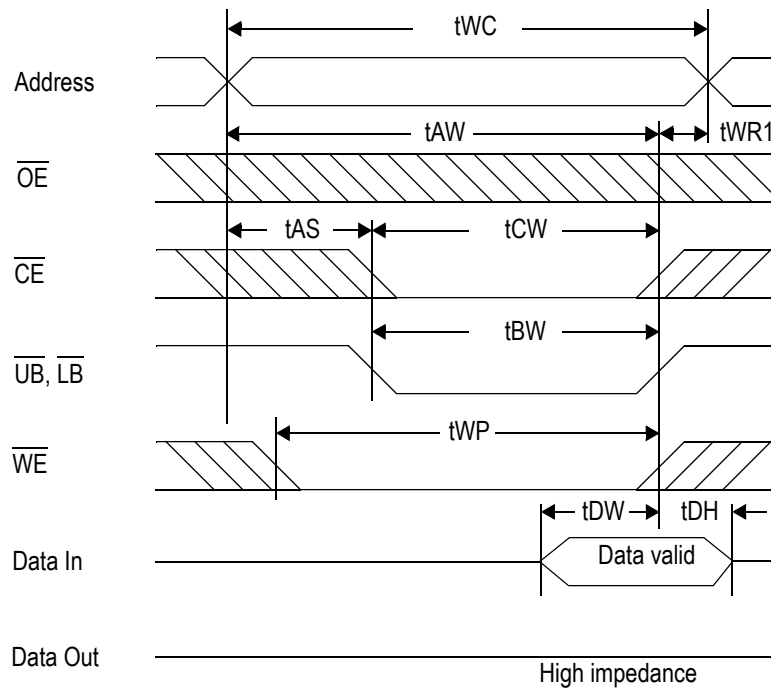 tWC
Address
tAW
tWR1
OE
tAS
tCW
CE
tBW
UB, LB
tWP
WE
tDW
tDH
Data In
Data valid
Data Out
High impedance